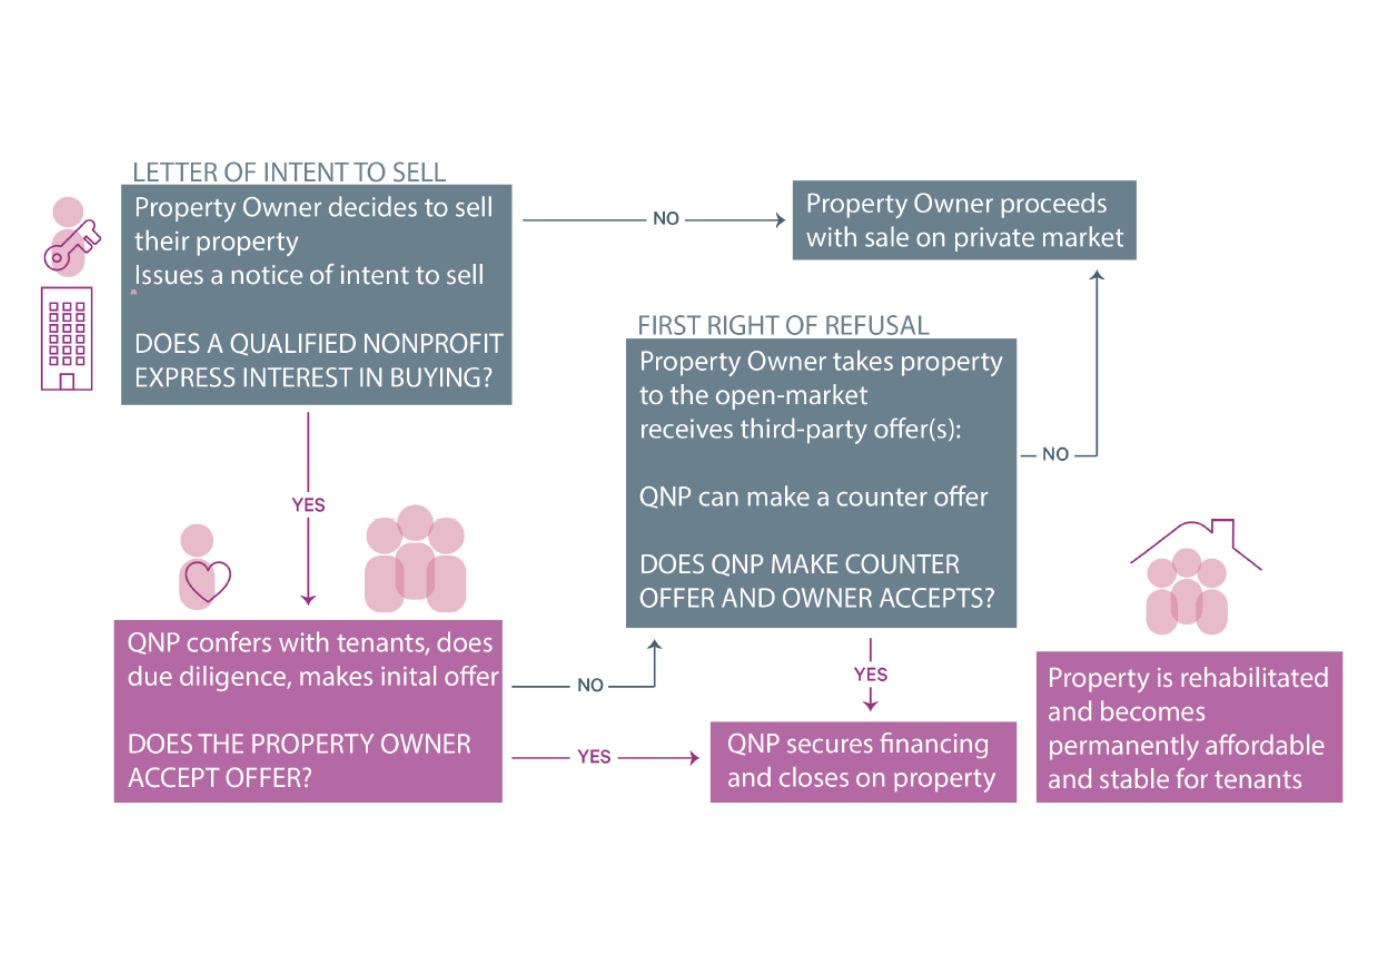 LETTER OF INTENT TO SELL
Property Owner decides to sell
their property
Issues a notice of intent to sell
DOES A QUALIFIED NONPROFIT
EXPRESS INTEREST IN BUYING?
NO
Property Owner proceeds
with sale on private market
YES
QNP confers with tenants, does
due diligence, makes inital offer
DOES THE PROPERTY OWNER
ACCEPT OFFER?
NO
YES
FIRST RIGHT OF REFUSAL
Property Owner takes property
to the open-market
receives third-party offer(s):
QNP can make a counter offer
DOES QNP MAKE COUNTER
OFFER AND OWNER ACCEPTS?
NO
YES
QNP secures financing
and closes on property
Property is rehabilitated
and becomes
permanently affordable
and stable for tenants